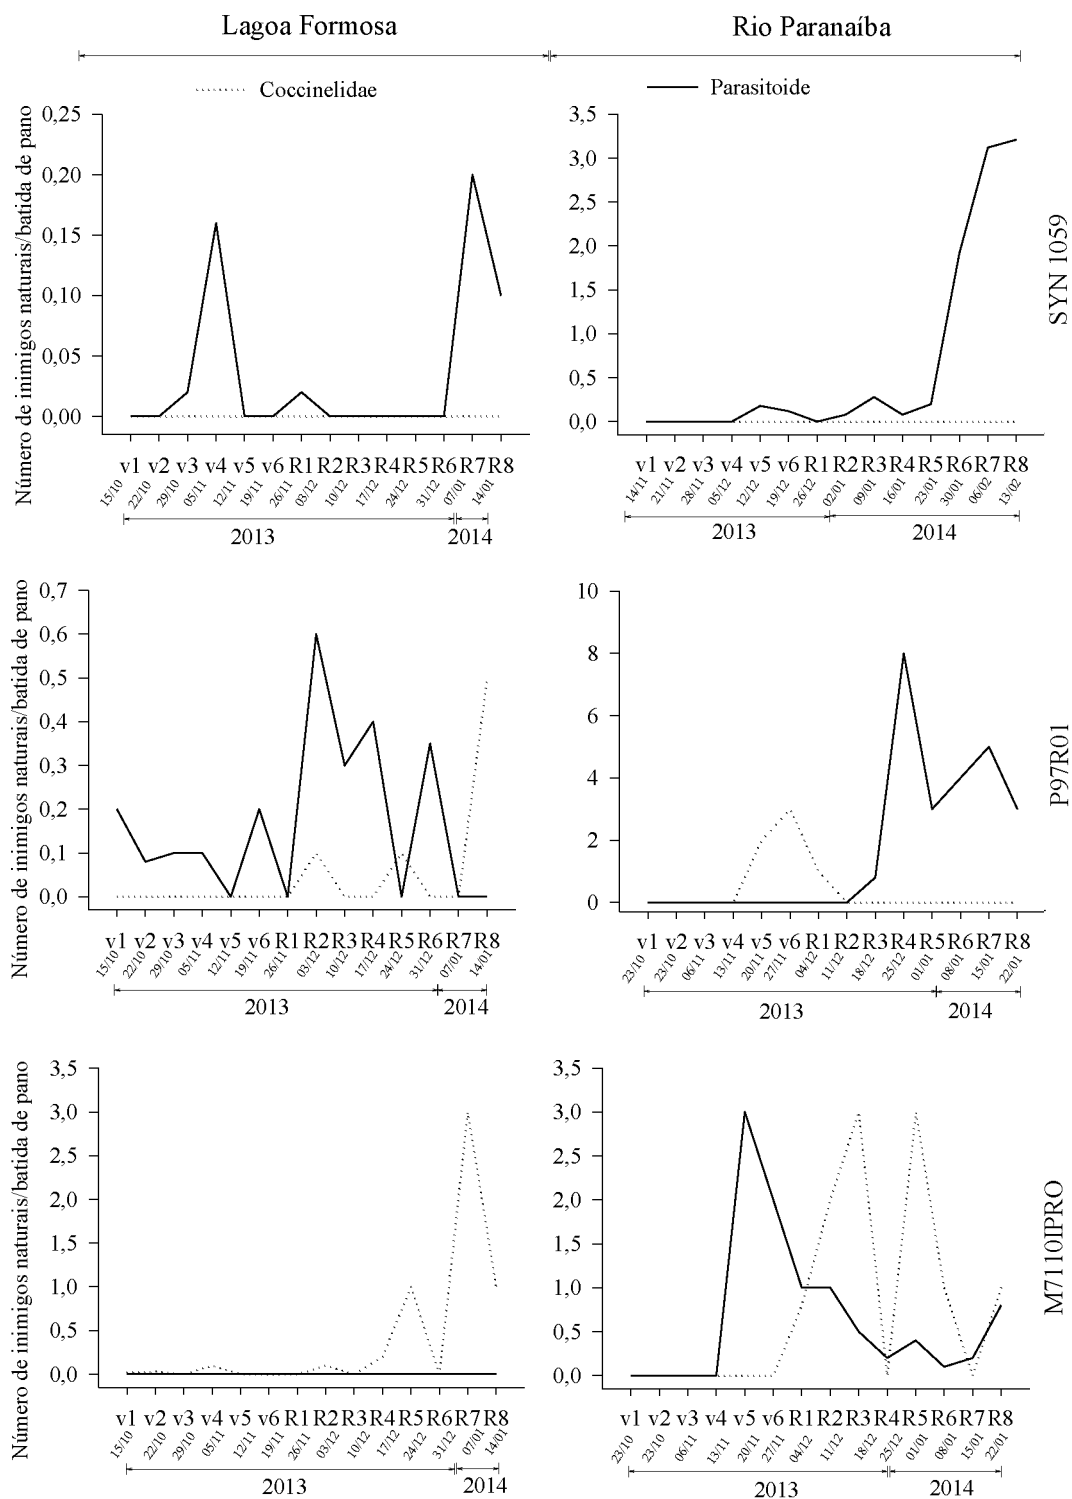 Lagoa Formosa
Rio Paranaíba
Coccinelidae
Parasitoide
Número de inimigos naturais/batida de pano
0,25
0,20
0,15
0,10
0,05
0,00
v1 v2 v3 v4 v5 v6 R1 R2 R3 R4 R5 R6 R7 R8
15/10 22/10 29/10 05/11 12/11 19/11 26/11 03/12 10/12 17/12 24/12 31/12 07/01 14/01
2013 2014
3,5
3,0
2,5
2,0
1,5
1,0
0,5
0,0
v1 v2 v3 v4 v5 v6 R1 R2 R3 R4 R5 R6 R7 R8
14/11 21/11 28/11 05/12 12/12 19/12 26/12 02/01 09/01 16/01 23/01 30/01 06/02 13/02
2013 2014
SYN 1059
Número de inimigos naturais/batida de pano
0,7
0,6
0,5
0,4
0,3
0,2
0,1
0,0
v1 v2 v3 v4 v5 v6 R1 R2 R3 R4 R5 R6 R7 R8
15/10 22/10 29/10 05/11 12/11 19/11 26/11 03/12 10/12 17/12 24/12 31/12 07/01 14/01
2013 2014
10
8
6
4
2
0
v1 v2 v3 v4 v5 v6 R1 R2 R3 R4 R5 R6 R7 R8
23/10 23/10 06/11 13/11 20/11 27/11 04/12 11/12 18/12 25/12 01/01 08/01 15/01 22/01
2013 2014
P97R01
Número de inimigos naturais/batida de pano
3,5
3,0
2,5
2,0
1,5
1,0
0,5
0,0
v1 v2 v3 v4 v5 v6 R1 R2 R3 R4 R5 R6 R7 R8
15/10 22/10 29/10 05/11 12/11 19/11 26/11 03/12 10/12 17/12 24/12 31/12 07/01 14/01
2013 2014
3,5
3,0
2,5
2,0
1,5
1,0
0,5
0,0
v1 v2 v3 v4 v5 v6 R1 R2 R3 R4 R5 R6 R7 R8
23/10 23/10 06/11 13/11 20/11 27/11 04/12 11/12 18/12 25/12 01/01 08/01 15/01 22/01
2013 2014
M7110IPRO